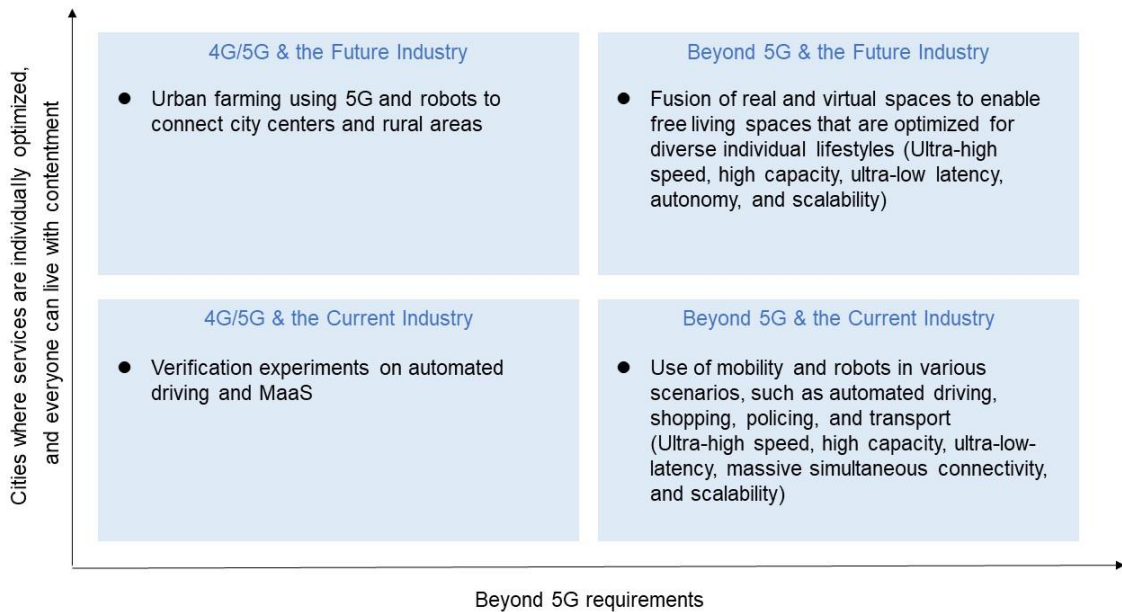 Cities where services are individually optimized,
and everyone can live with contentment
4G/5G & the Future Industry
● Urban farming using 5G and robots to
connect city centers and rural areas
Beyond 5G & the Future Industry
● Fusion of real and virtual spaces to enable
free living spaces that are optimized for
diverse individual lifestyles (Ultra-high
speed, high capacity, ultra-low latency,
autonomy, and scalability)
4G/5G & the Current Industry
● Verification experiments on automated
driving and MaaS
Beyond 5G & the Current Industry
● Use of mobility and robots in various
scenarios, such as automated driving,
shopping, policing, and transport
(Ultra-high speed, high capacity, ultra-low-
latency, massive simultaneous connectivity,
and scalability)
Beyond 5G requirements